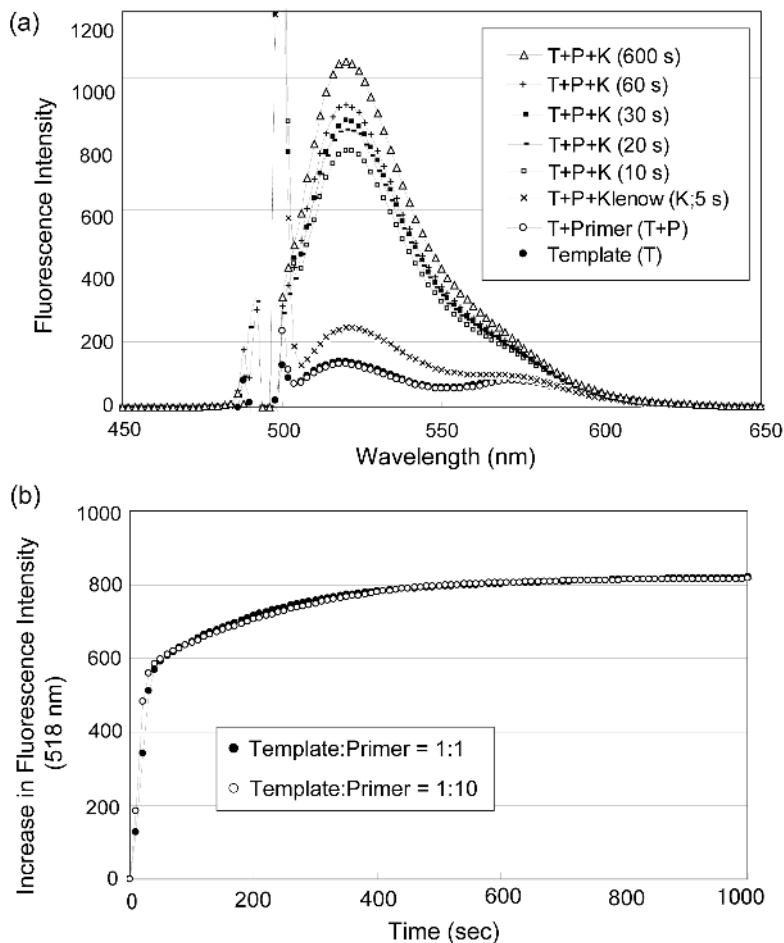 (a)
1200
1000
800
600
400
200
0
Fluorescence Intensity
T+P+K (600 s)
T+P+K (60 s)
T+P+K (30 s)
T+P+K (20 s)
T+P+K (10 s)
T+P+Klenow (K;5 s)
T+Primer (T+P)
Template (T)
450 500 550 600 650
Wavelength (nm)
(b)
1000
800
600
400
200
0
Increase in Fluorescence Intensity
(518 nm)
Template:Primer = 1:1
Template:Primer = 1:10
0 200 400 600 800 1000
Time (sec)